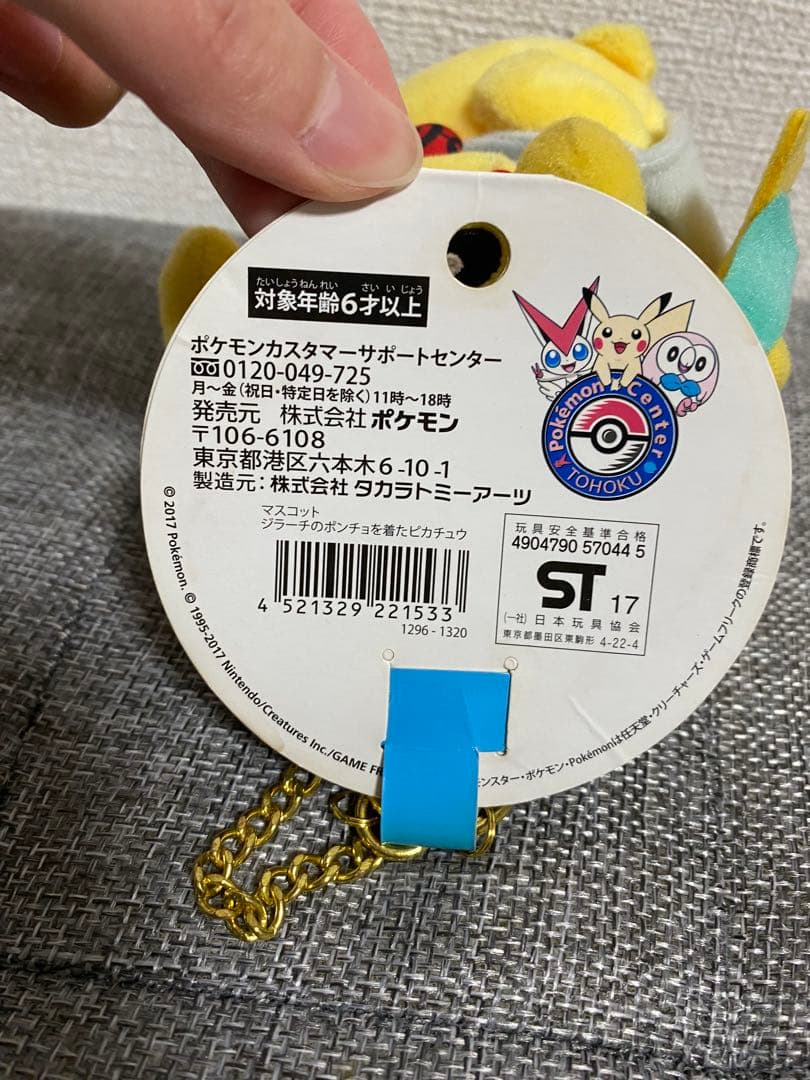 たいしょうねんれい さい いじょう
対象年齢6才以上
ポケモンカスタマーサポートセンター
0120-049-725
月～金(祝日・特定日を除く)11時～18時
発売元 株式会社 ポケモン
〒106-6108
東京都港区六本木6-10-1
製造元:株式会社 タカラトミーアーツ
Pokémon Center
TOHOKU
マスコット
ジラーチのポンチョを着たピカチュウ
4 521329 221533
1296-1320
玩具安全基準合格
4904790 57044 5
ST 17
(一社)日本玩具協会
東京都墨田区東駒形 4-22-4
© 2017 Pokémon. © 1995-2017 Nintendo/Creatures Inc./GAME FR
ンスター・ポケモン・Pokémonは任天堂・クリーチャーズ・ゲームフリークの登録商標です。